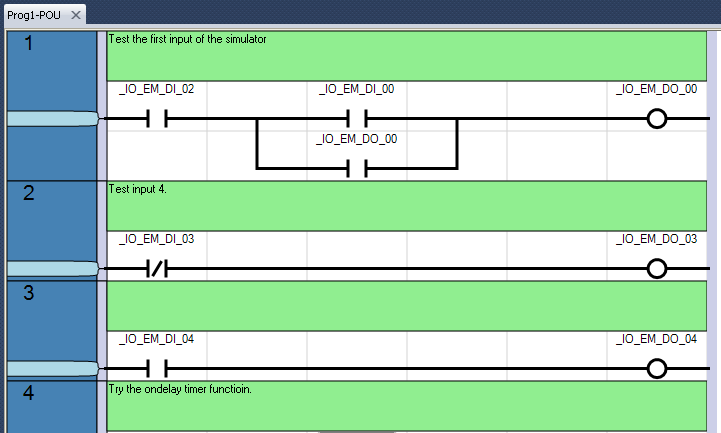 Prog1-POU
1
Test the first input of the simulator
_IO_EM_DI_02 _IO_EM_DI_00 _IO_EM_DO_00
_IO_EM_DO_00
2
Test input 4.
_IO_EM_DI_03 _IO_EM_DO_03
3
_IO_EM_DI_04 _IO_EM_DO_04
4
Try the ondelay timer functioin.